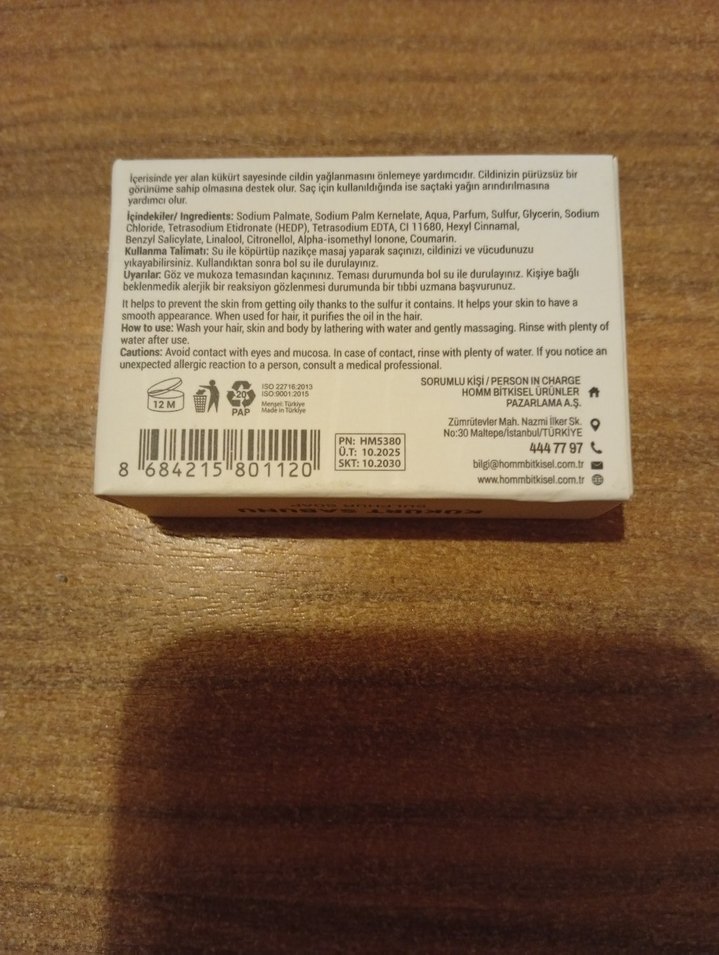 İçerisinde yer alan kükürt sayesinde cildin yağlanmasını önlemeye yardımcıdır. Cildinizin pürüzsüz bir
görünüme sahip olmasına destek olur. Saç için kullanıldığında ise saçtaki yağın arındırılmasına
yardımcı olur.
İçindekiler/ Ingredients: Sodium Palmate, Sodium Palm Kernelate, Aqua, Parfum, Sulfur, Glycerin, Sodium
Chloride, Tetrasodium Etidronate (HEDP), Tetrasodium EDTA, CI 11680, Hexyl Cinnamal,
Benzyl Salicylate, Linalool, Citronellol, Alpha-isomethyl Ionone, Coumarin.
Kullanma Talimatı: Su ile köpürtüp nazikçe masaj yaparak saçınızı, cildinizi ve vücudunuzu
yıkayabilirsiniz. Kullandıktan sonra bol su ile durulayınız.
Uyarılar: Göz ve mukoza temasından kaçınınız. Teması durumunda bol su ile durulayınız. Kişiye bağlı
beklenmedik alerjik bir reaksiyon gözlenmesi durumunda bir tıbbi uzmana başvurunuz.
It helps to prevent the skin from getting oily thanks to the sulfur it contains. It helps your skin to have a
smooth appearance. When used for hair, it purifies the oil in the hair.
How to use: Wash your hair, skin and body by lathering with water and gently massaging. Rinse with plenty of
water after use.
Cautions: Avoid contact with eyes and mucosa. In case of contact, rinse with plenty of water. If you notice an
unexpected allergic reaction to a person, consult a medical professional.
12 M
20
PAP
ISO 22716:2013
ISO:9001:2015
Menşei: Türkiye
Made in Türkiye
SORUMLU KİŞİ / PERSON IN CHARGE
HOMM BİTKİSEL ÜRÜNLER
PAZARLAMA A.Ş.
Zümrütevler Mah. Nazmi İlker Sk.
No:30 Maltepe/İstanbul/TÜRKİYE
444 77 97
bilgi@hommbitkisel.com.tr
www.hommbitkisel.com.tr
8 684215 801120
PN: HM5380
Ü.T: 10.2025
SKT: 10.2030
KÜKÜRT SABUNU
SULPHUR SOAP